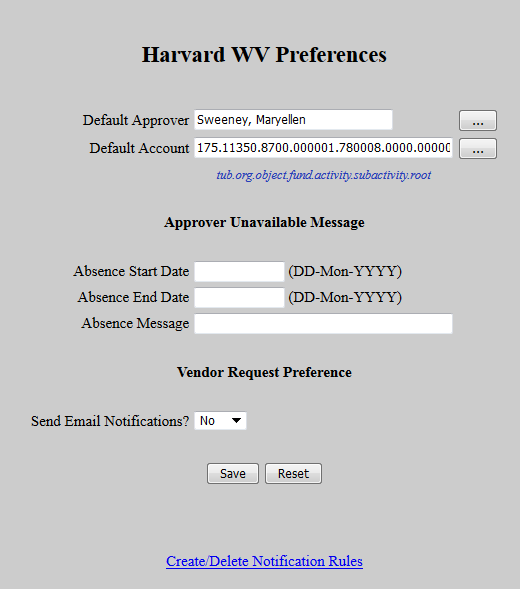 Harvard WV Preferences
Default Approver Sweeney, Maryellen ...
Default Account 175.11350.8700.000001.780008.0000.0000 ...
tub.org.object.fund.activity.subactivity.root
Approver Unavailable Message
Absence Start Date (DD-Mon-YYYY)
Absence End Date (DD-Mon-YYYY)
Absence Message
Vendor Request Preference
Send Email Notifications? No
Save Reset
Create/Delete Notification Rules